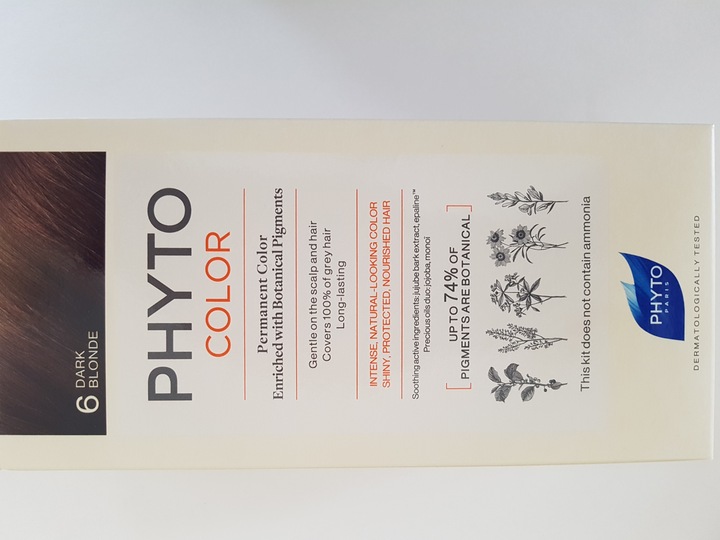 6 DARK
BLONDE
PHYTO
COLOR
Permanent Color
Enriched with Botanical Pigments
Gentle on the scalp and hair
Covers 100% of grey hair
Long-lasting
INTENSE, NATURAL-LOOKING COLOR
SHINY, PROTECTED, NOURISHED HAIR
Soothing active ingredients: jujube bark extract, epaline™
Precious oils duo: jojoba, monoi
UP TO 74% OF
PIGMENTS ARE BOTANICAL
This kit does not contain ammonia
PHYTO
PARIS
DERMATOLOGICALLY TESTED